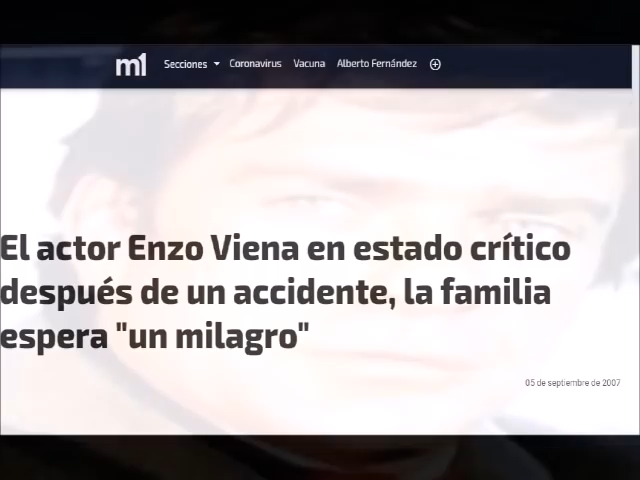 m1 Secciones Coronavirus Vacuna Alberto Fernández
El actor Enzo Viena en estado crítico
después de un accidente, la familia
espera "un milagro"
05 de septiembre de 2007